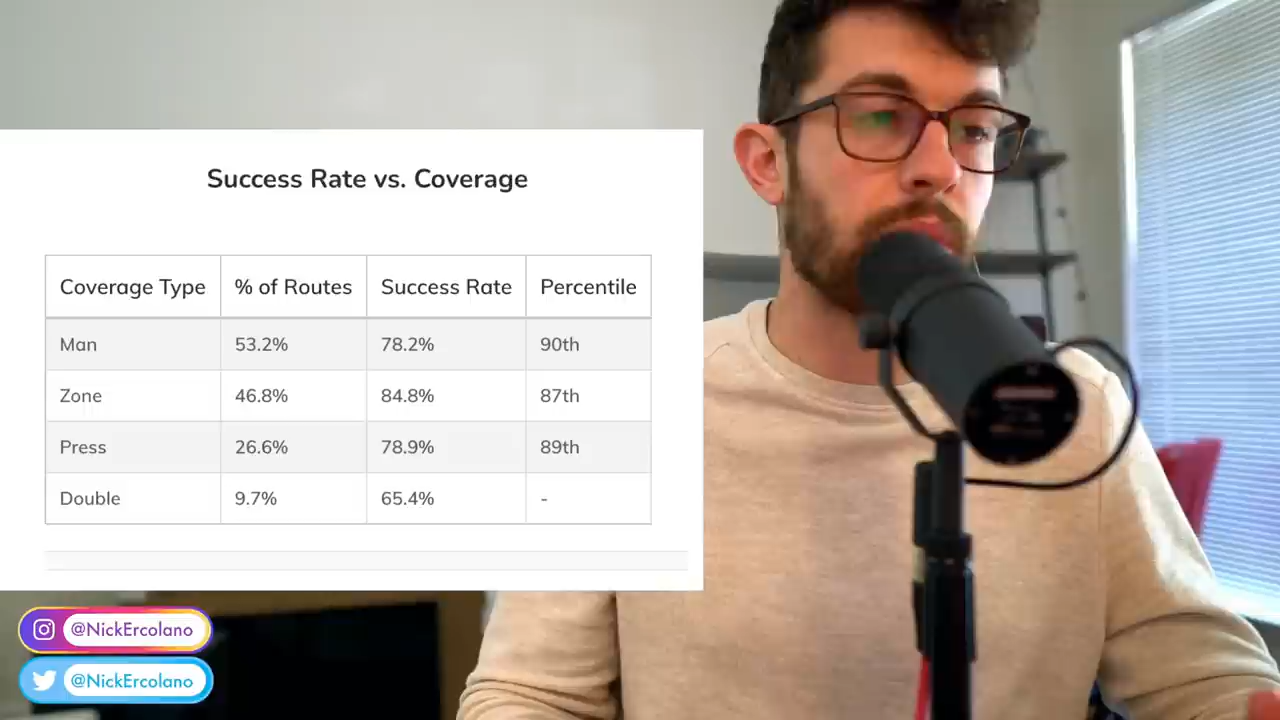 Success Rate vs. Coverage
Coverage Type % of Routes Success Rate Percentile
Man 53.2% 78.2% 90th
Zone 46.8% 84.8% 87th
Press 26.6% 78.9% 89th
Double 9.7% 65.4% -
@NickErcolano
@NickErcolano